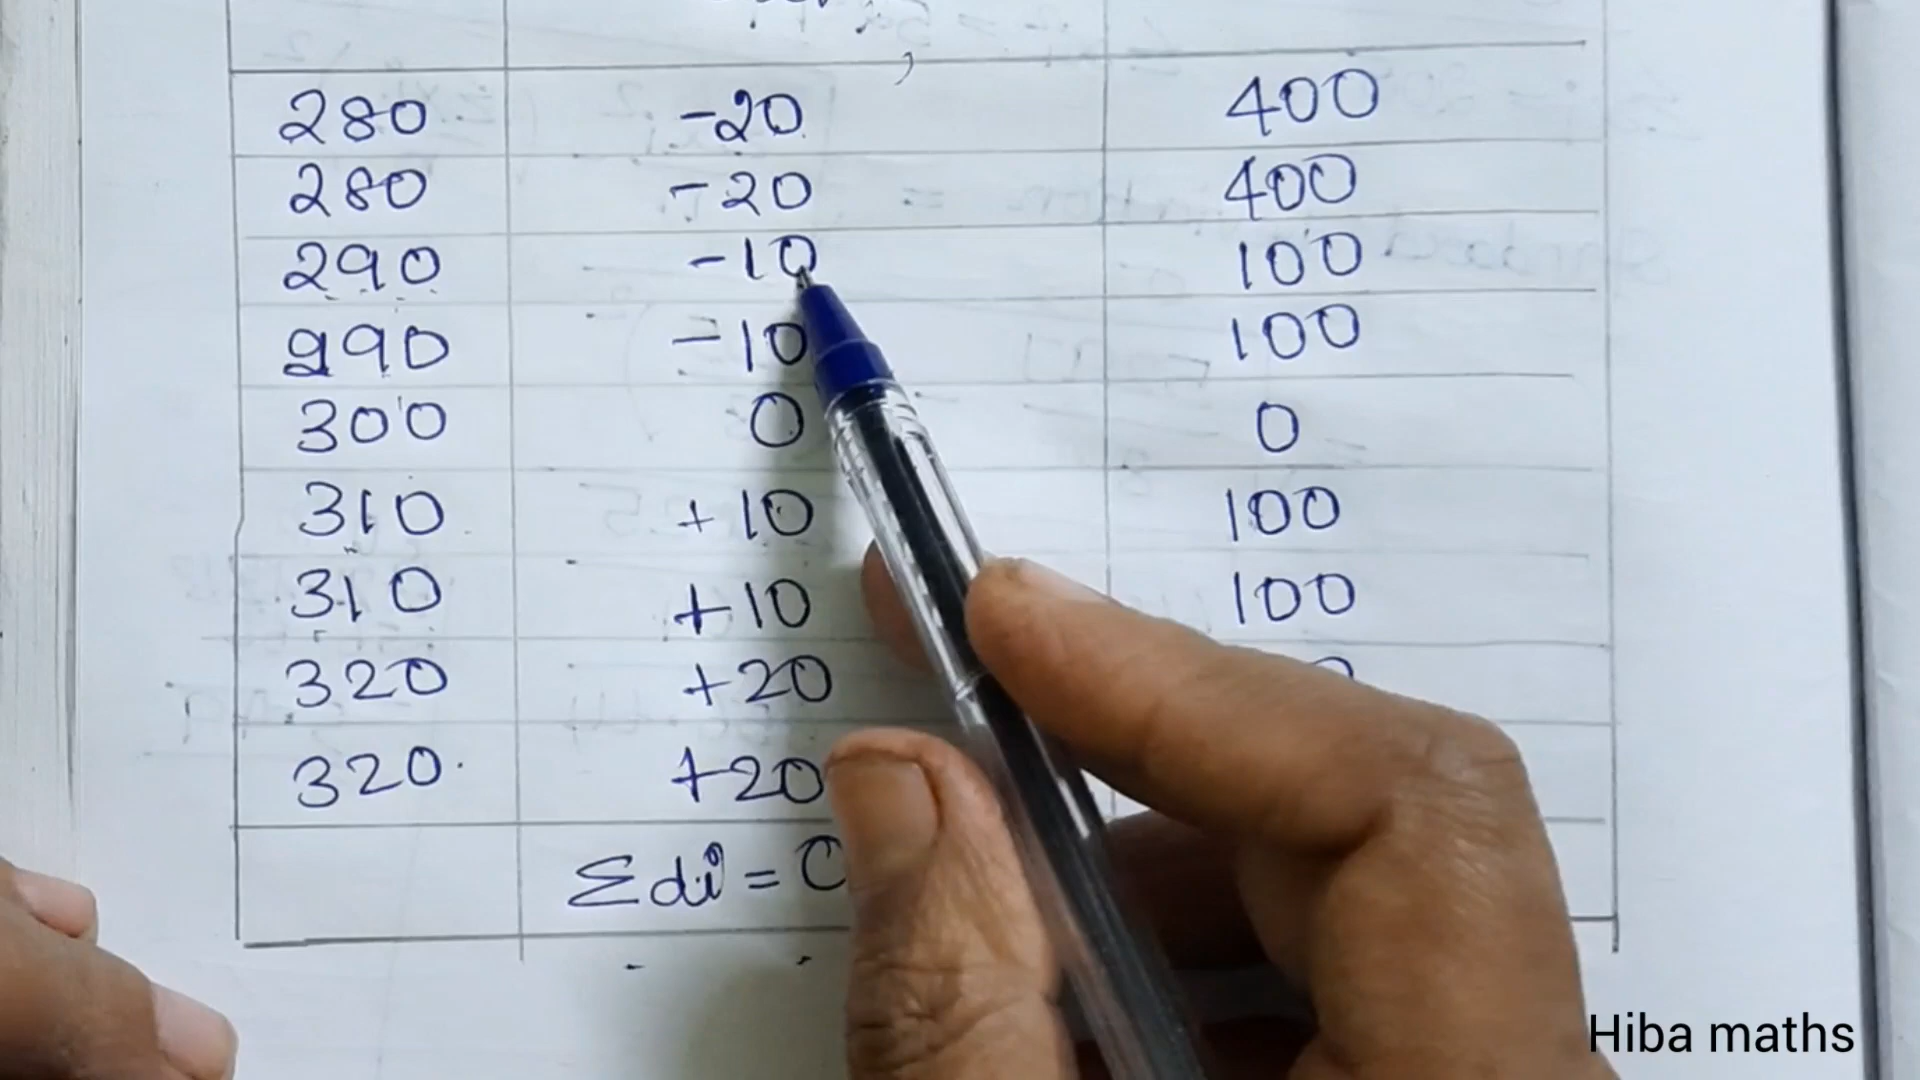 280 -20 400
280 -20 400
290 -10 100
290 -10 100
300 0 0
310 +10 100
310 +10 100
320 +20
320 +20
Σdi = 0
Hiba maths